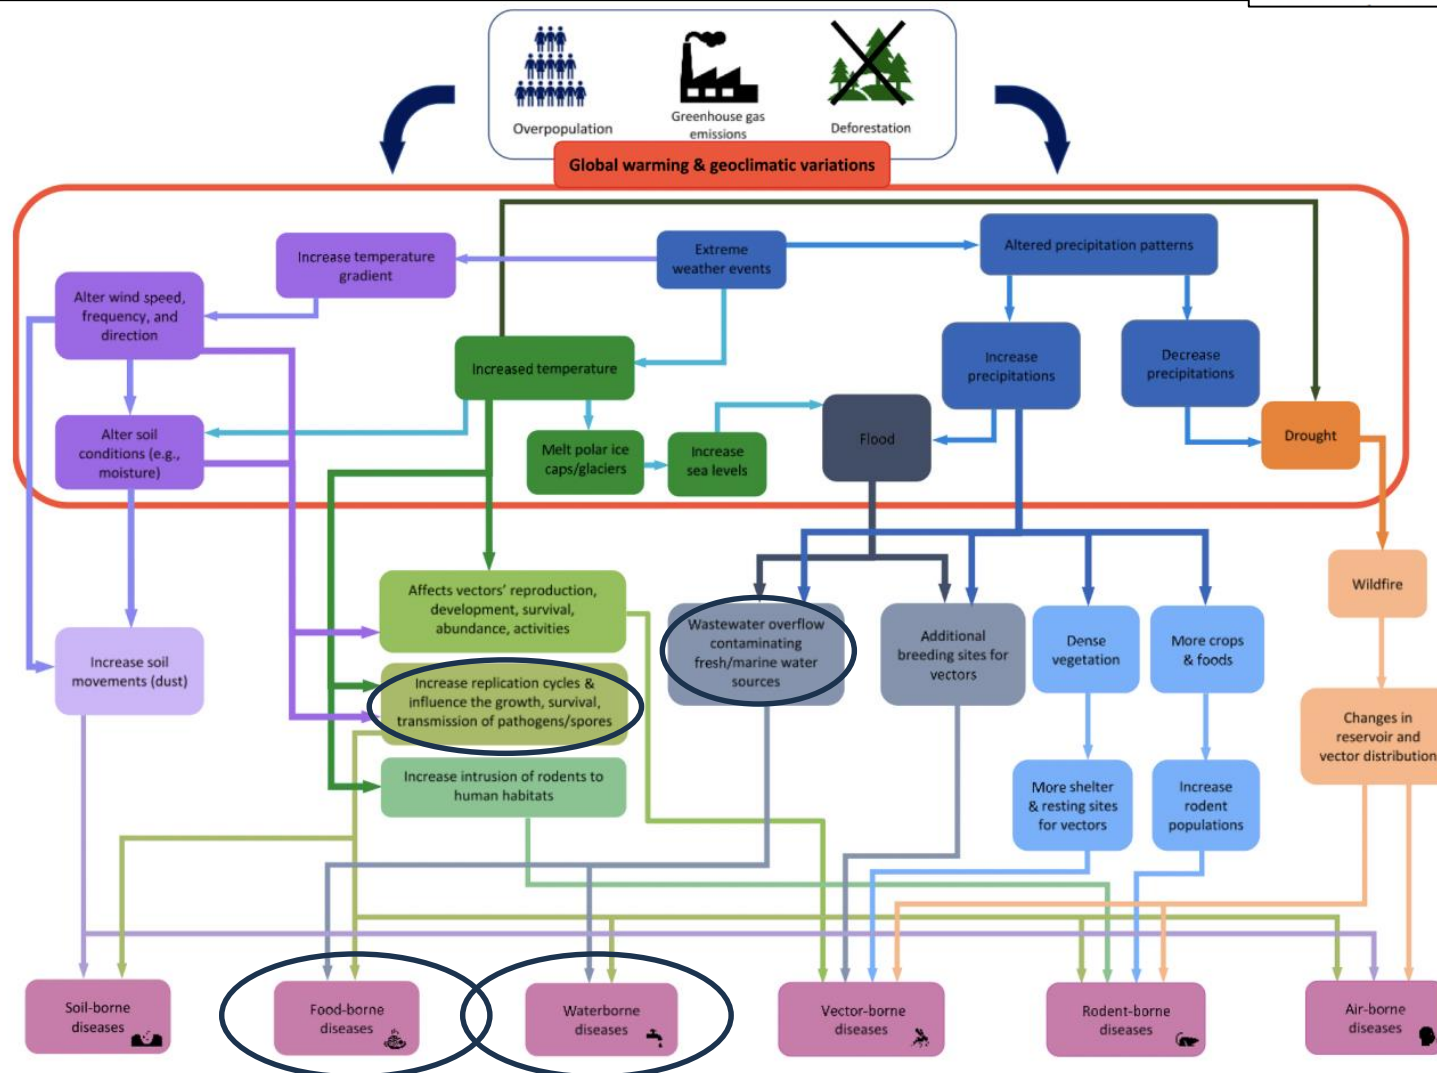 Overpopulation
Greenhouse gas
emissions
Deforestation
Global warming & geoclimatic variations
Increase temperature
gradient
Extreme
weather events
Altered precipitation patterns
Alter wind speed,
frequency, and
direction
Increased temperature
Increase
precipitations
Decrease
precipitations
Alter soil
conditions (e.g.,
moisture)
Melt polar ice
caps/glaciers
Increase
sea levels
Flood
Drought
Wildfire
Affects vectors' reproduction,
development, survival,
abundance, activities
Wastewater overflow
contaminating
fresh/marine water
sources
Additional
breeding sites for
vectors
Dense
vegetation
More crops
& foods
Increase soil
movements (dust)
Increase replication cycles &
influence the growth, survival,
transmission of pathogens/spores
Changes in
reservoir and
vector distribution
Increase intrusion of rodents to
human habitats
More shelter
& resting sites
for vectors
Increase
rodent
populations
Soil-borne
diseases
Food-borne
diseases
Waterborne
diseases
Vector-borne
diseases
Rodent-borne
diseases
Air-borne
diseases